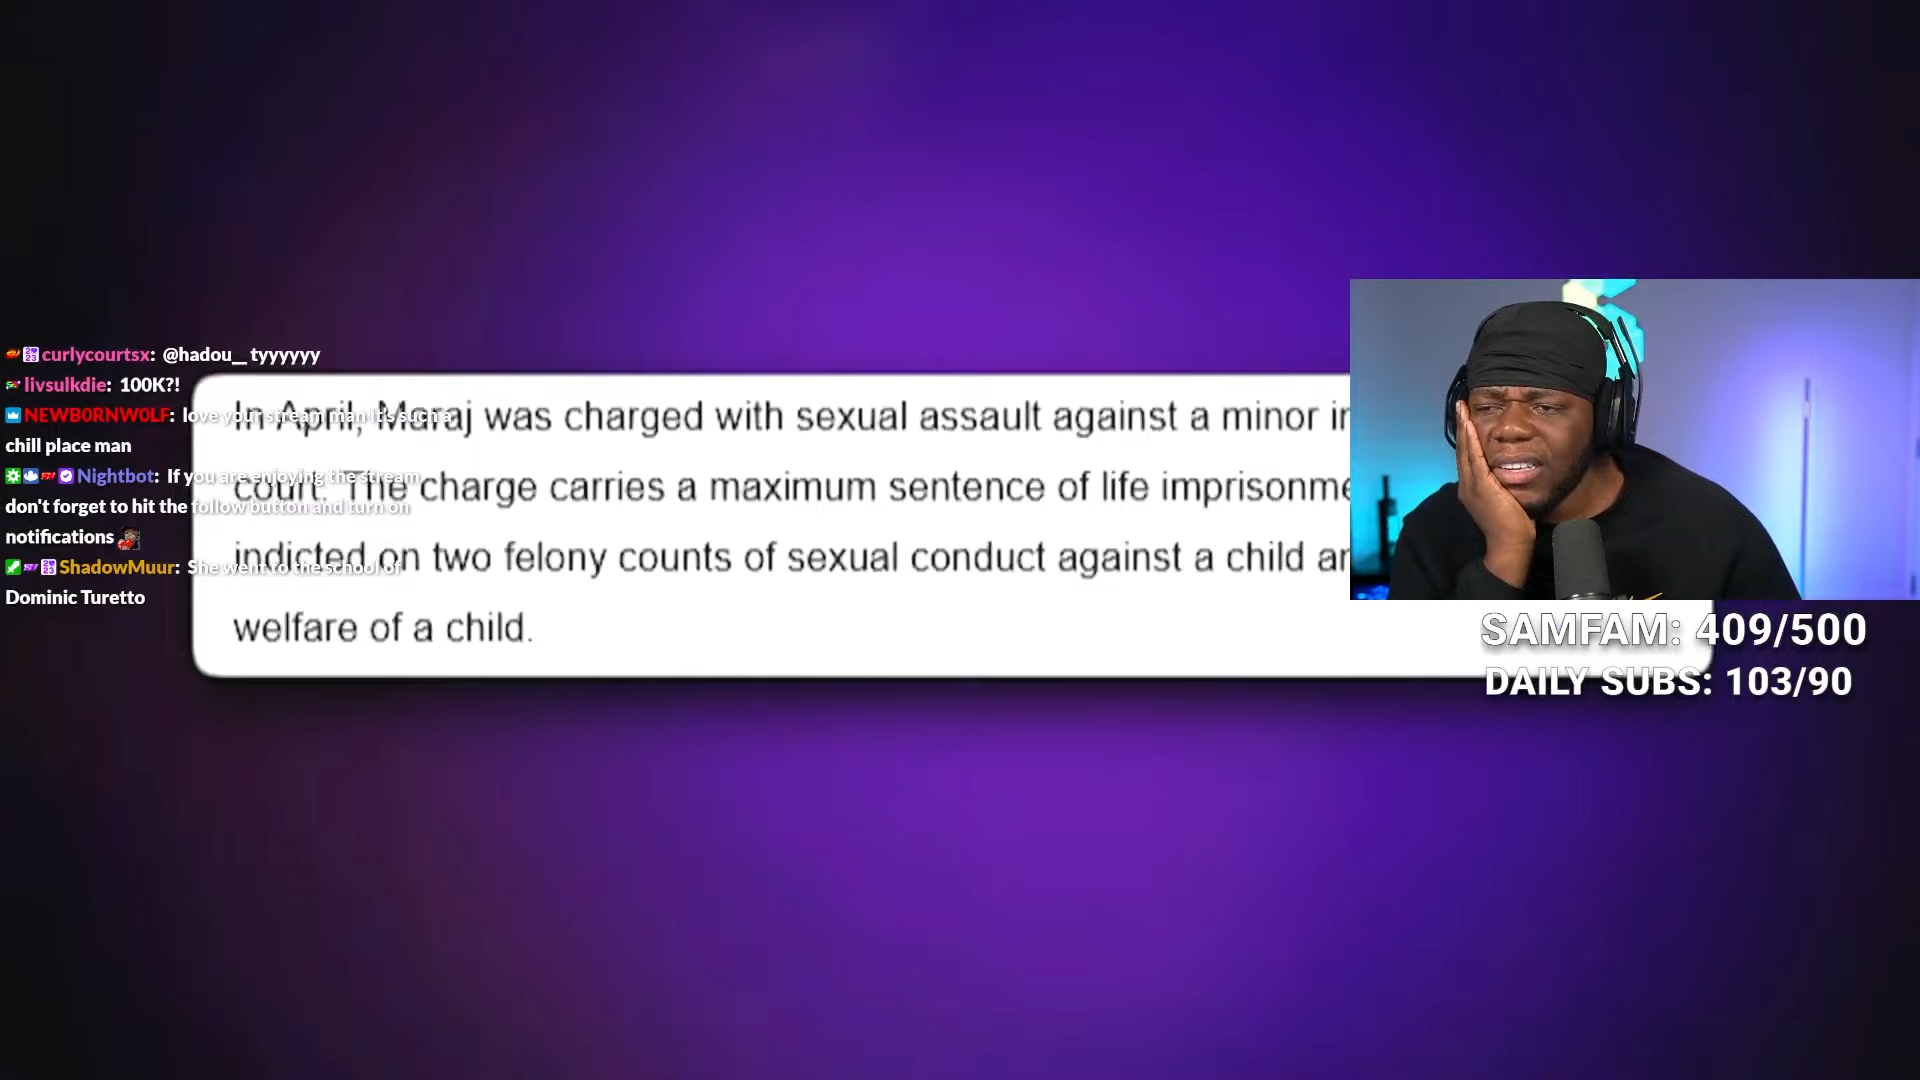 curlycourtsx: @hadou__ tyyyyyy
livsulkdie: 100K?!
NEWB0RNW0LF: love your stream man it's such a
chill place man
Nightbot: If you are enjoying the stream
don't forget to hit the follow button and turn on
notifications
ShadowMuur: She went to the school of
Dominic Turetto
In April, Maraj was charged with sexual assault against a minor in
court. The charge carries a maximum sentence of life
indicted on two felony counts of sexual conduct against a child
welfare of a child.
SAMFAM: 409/500
DAILY SUBS: 103/90